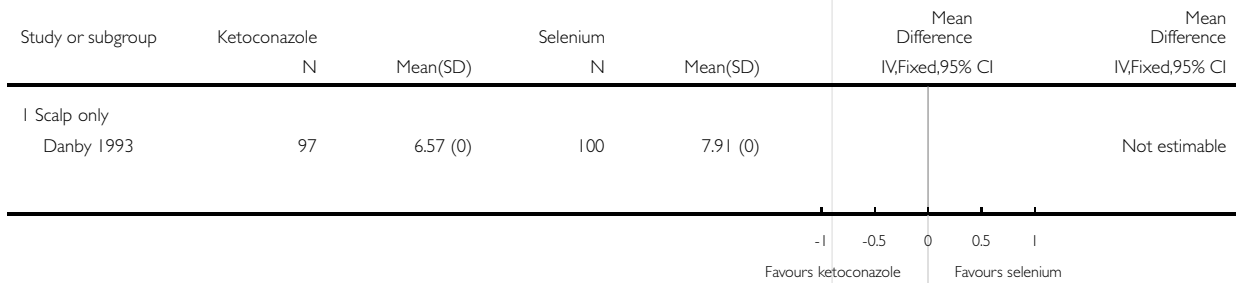 Mean Mean
Study or subgroup Ketoconazole Selenium Difference Difference
N Mean(SD) N Mean(SD) IV,Fixed,95% CI IV,Fixed,95% CI
1 Scalp only
Danby 1993 97 6.57 (0) 100 7.91 (0) Not estimable
-1 -0.5 0 0.5 1
Favours ketoconazole Favours selenium